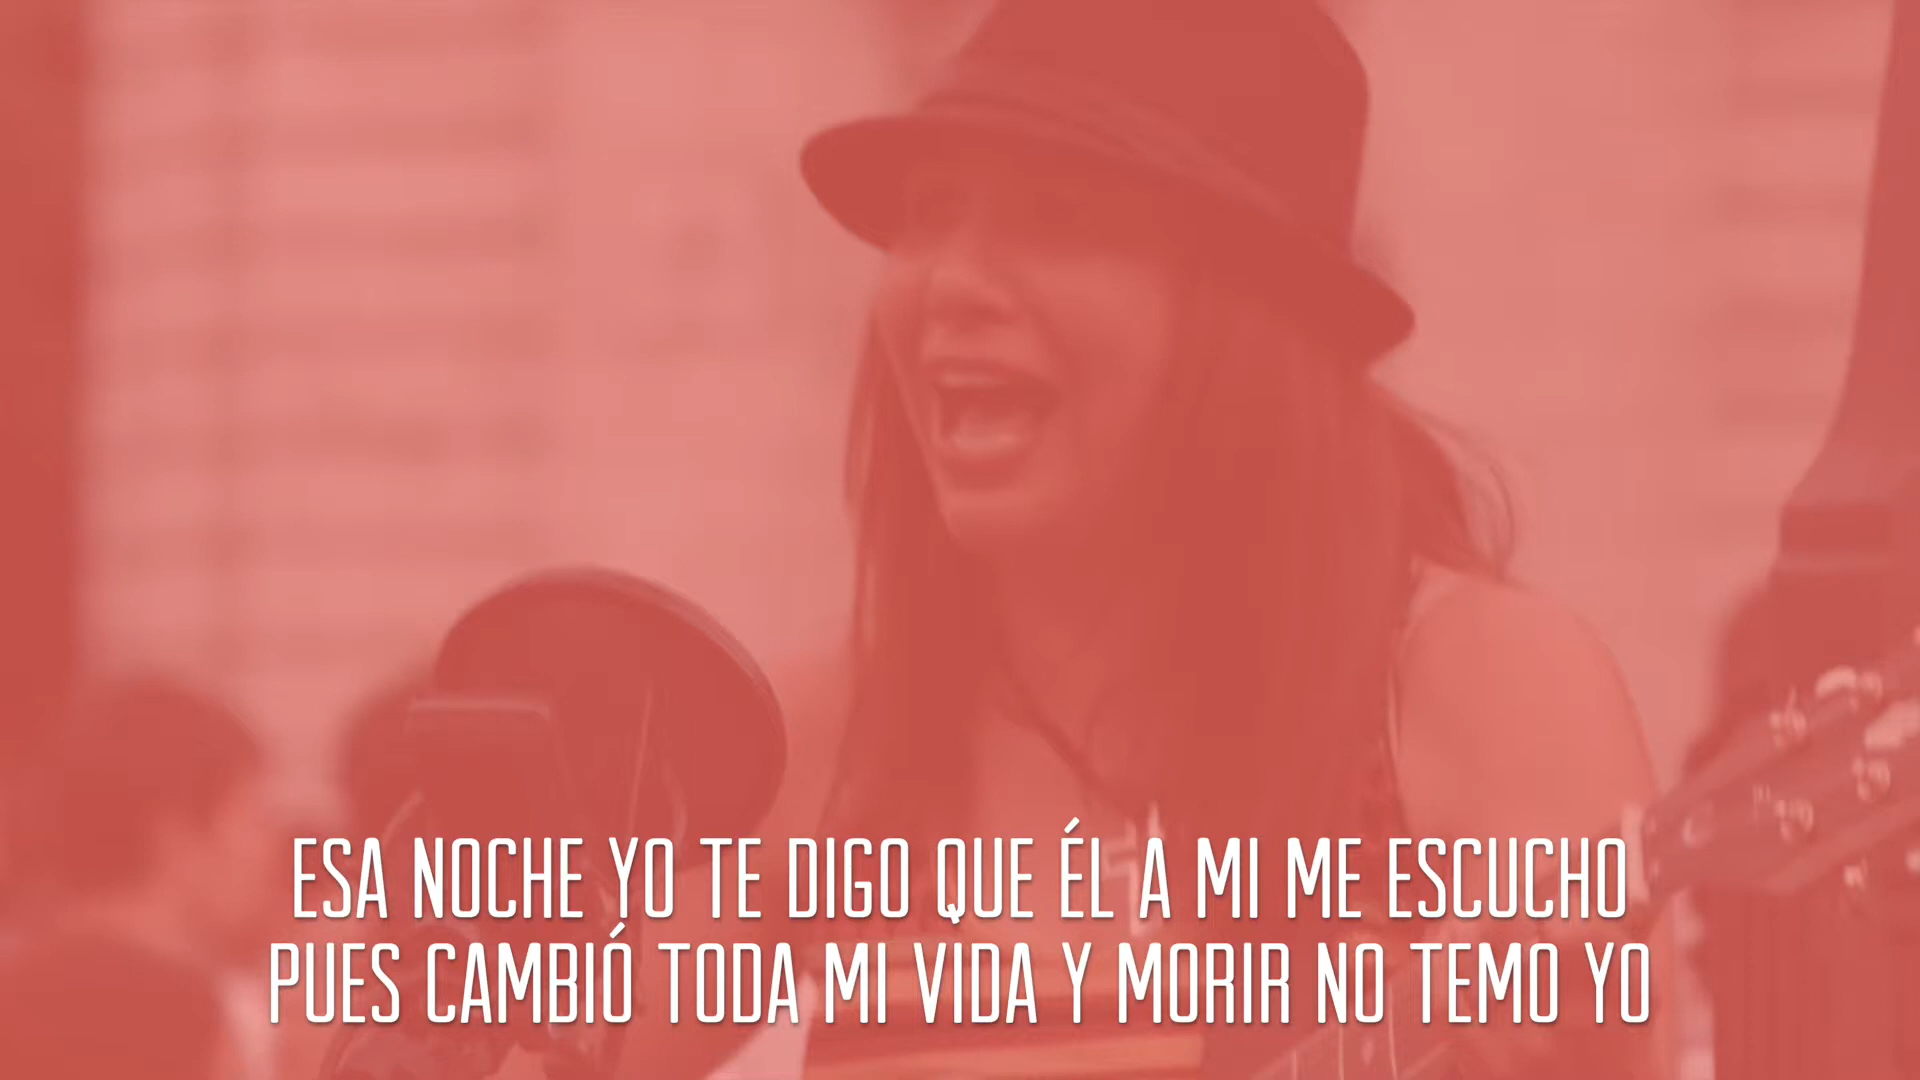 ESA NOCHE YO TE DIGO QUE ÉL A MI ME ESCUCHO
PUES CAMBIÓ TODA MI VIDA Y MORIR NO TEMO YO